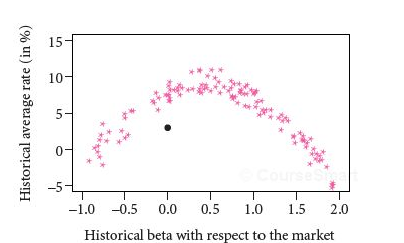 Historical average rate (in %)
15
10
5
0
−5
−1.0 −0.5 0.0 0.5 1.0 1.5 2.0
Historical beta with respect to the market
© CourseSmart